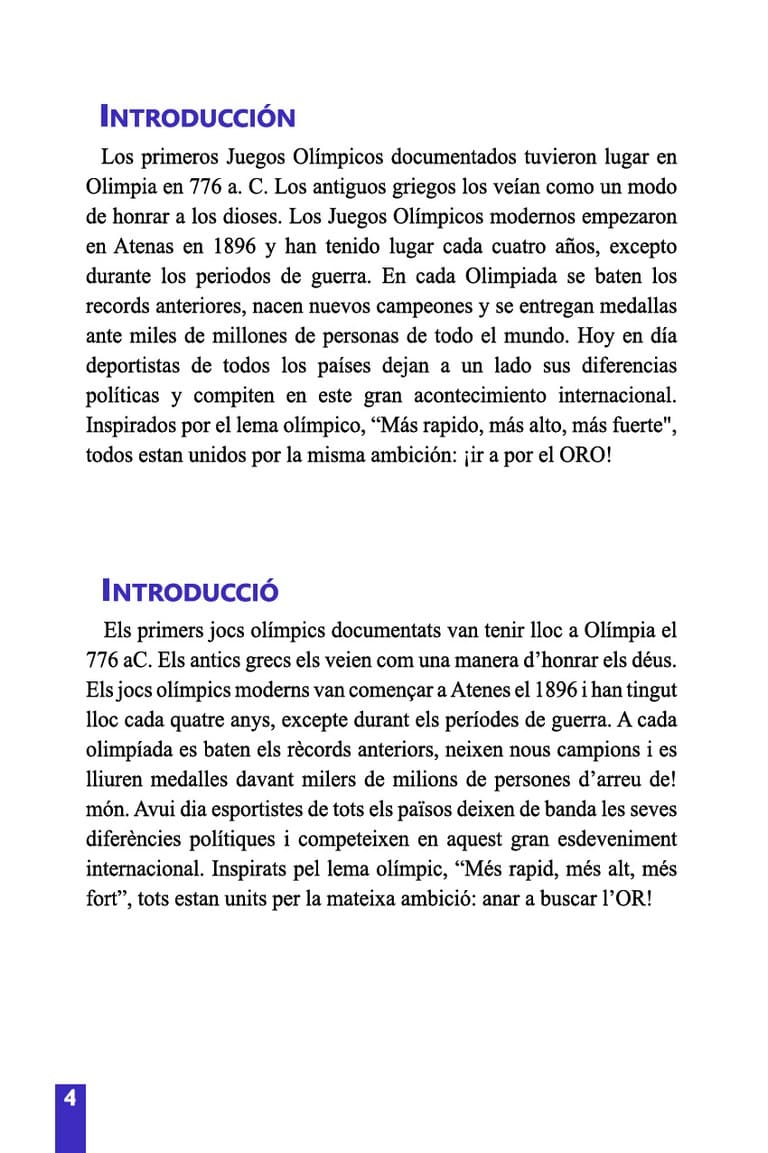 INTRODUCCIÓN
Los primeros Juegos Olímpicos documentados tuvieron lugar en
Olimpia en 776 a. C. Los antiguos griegos los veían como un modo
de honrar a los dioses. Los Juegos Olímpicos modernos empezaron
en Atenas en 1896 y han tenido lugar cada cuatro años, excepto
durante los periodos de guerra. En cada Olimpiada se baten los
records anteriores, nacen nuevos campeones y se entregan medallas
ante miles de millones de personas de todo el mundo. Hoy en día
deportistas de todos los países dejan a un lado sus diferencias
políticas y compiten en este gran acontecimiento internacional.
Inspirados por el lema olímpico, “Más rapido, más alto, más fuerte",
todos estan unidos por la misma ambición: ¡ir a por el ORO!
INTRODUCCIÓ
Els primers jocs olímpics documentats van tenir lloc a Olímpia el
776 aC. Els antics grecs els veien com una manera d’honrar els déus.
Els jocs olímpics moderns van començar a Atenes el 1896 i han tingut
lloc cada quatre anys, excepte durant els períodes de guerra. A cada
olimpíada es baten els rècords anteriors, neixen nous campions i es
lliuren medalles davant milers de milions de persones d’arreu de!
món. Avui dia esportistes de tots els països deixen de banda les seves
diferències polítiques i competeixen en aquest gran esdeveniment
internacional. Inspirats pel lema olímpic, “Més rapid, més alt, més
fort”, tots estan units per la mateixa ambició: anar a buscar l’OR!
4